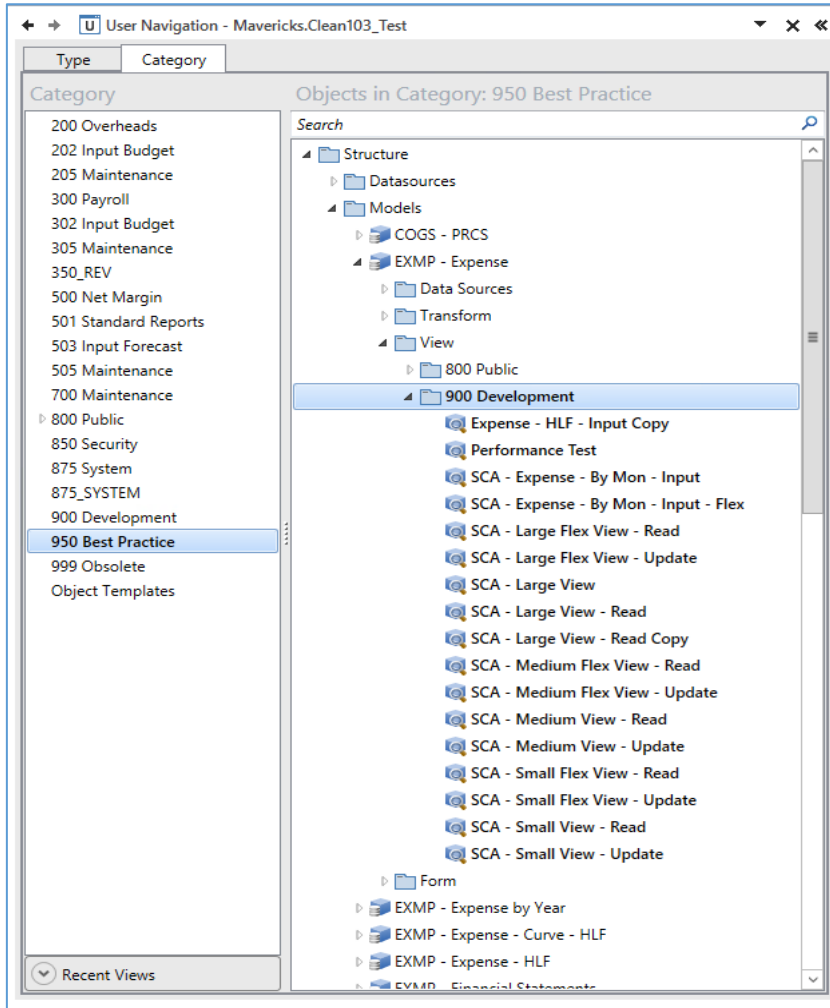 U User Navigation - Mavericks.Clean103_Test
Type Category
Category
200 Overheads
202 Input Budget
205 Maintenance
300 Payroll
302 Input Budget
305 Maintenance
350_REV
500 Net Margin
501 Standard Reports
503 Input Forecast
505 Maintenance
700 Maintenance
800 Public
850 Security
875 System
875_SYSTEM
900 Development
950 Best Practice
999 Obsolete
Object Templates
Recent Views
Objects in Category: 950 Best Practice
Search
Structure
Datasources
Models
COGS - PRCS
EXMP - Expense
Data Sources
Transform
View
800 Public
900 Development
Expense - HLF - Input Copy
Performance Test
SCA - Expense - By Mon - Input
SCA - Expense - By Mon - Input - Flex
SCA - Large Flex View - Read
SCA - Large Flex View - Update
SCA - Large View
SCA - Large View - Read
SCA - Large View - Read Copy
SCA - Medium Flex View - Read
SCA - Medium Flex View - Update
SCA - Medium View - Read
SCA - Medium View - Update
SCA - Small Flex View - Read
SCA - Small Flex View - Update
SCA - Small View - Read
SCA - Small View - Update
Form
EXMP - Expense by Year
EXMP - Expense - Curve - HLF
EXMP - Expense - HLF
EXMP - Financial Statements